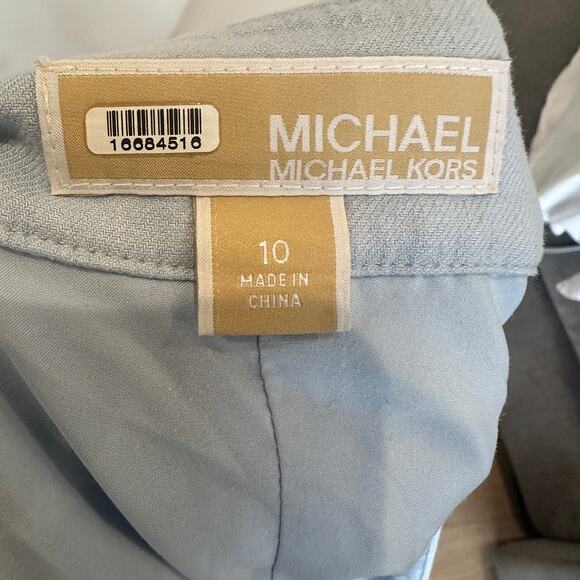 16684516
MICHAEL
MICHAEL KORS
10
MADE IN
CHINA